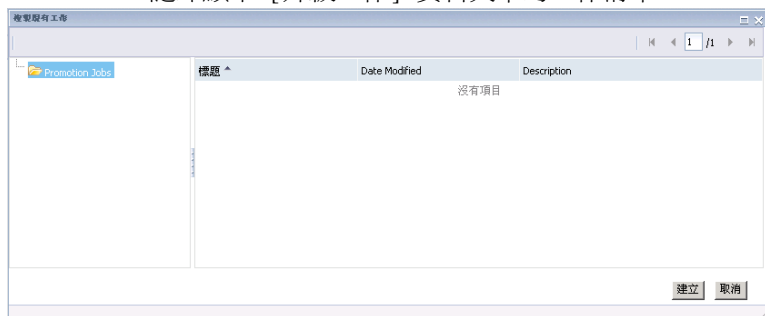 複製現有工作
1 /1
Promotion Jobs
標題 Date Modified Description
沒有項目
建立 取消